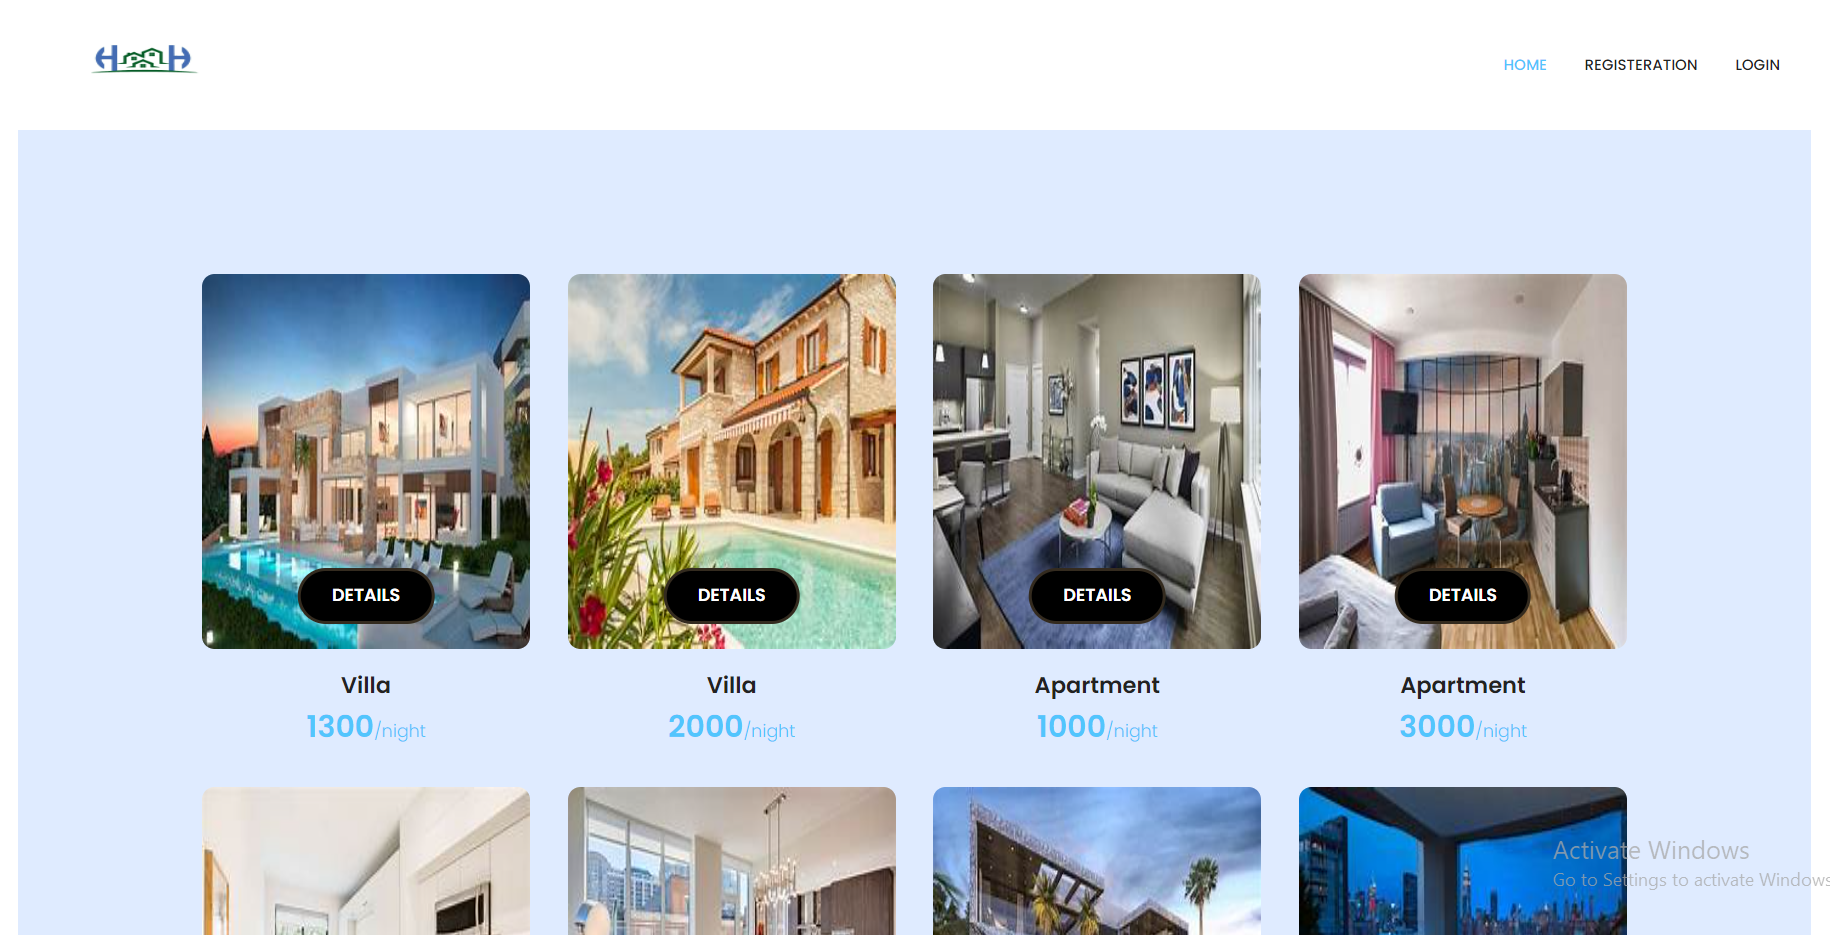 H H
HOME REGISTERATION LOGIN
DETAILS DETAILS DETAILS DETAILS
Villa Villa Apartment Apartment
1300/night 2000/night 1000/night 3000/night
Activate Windows
Go to Settings to activate Windows